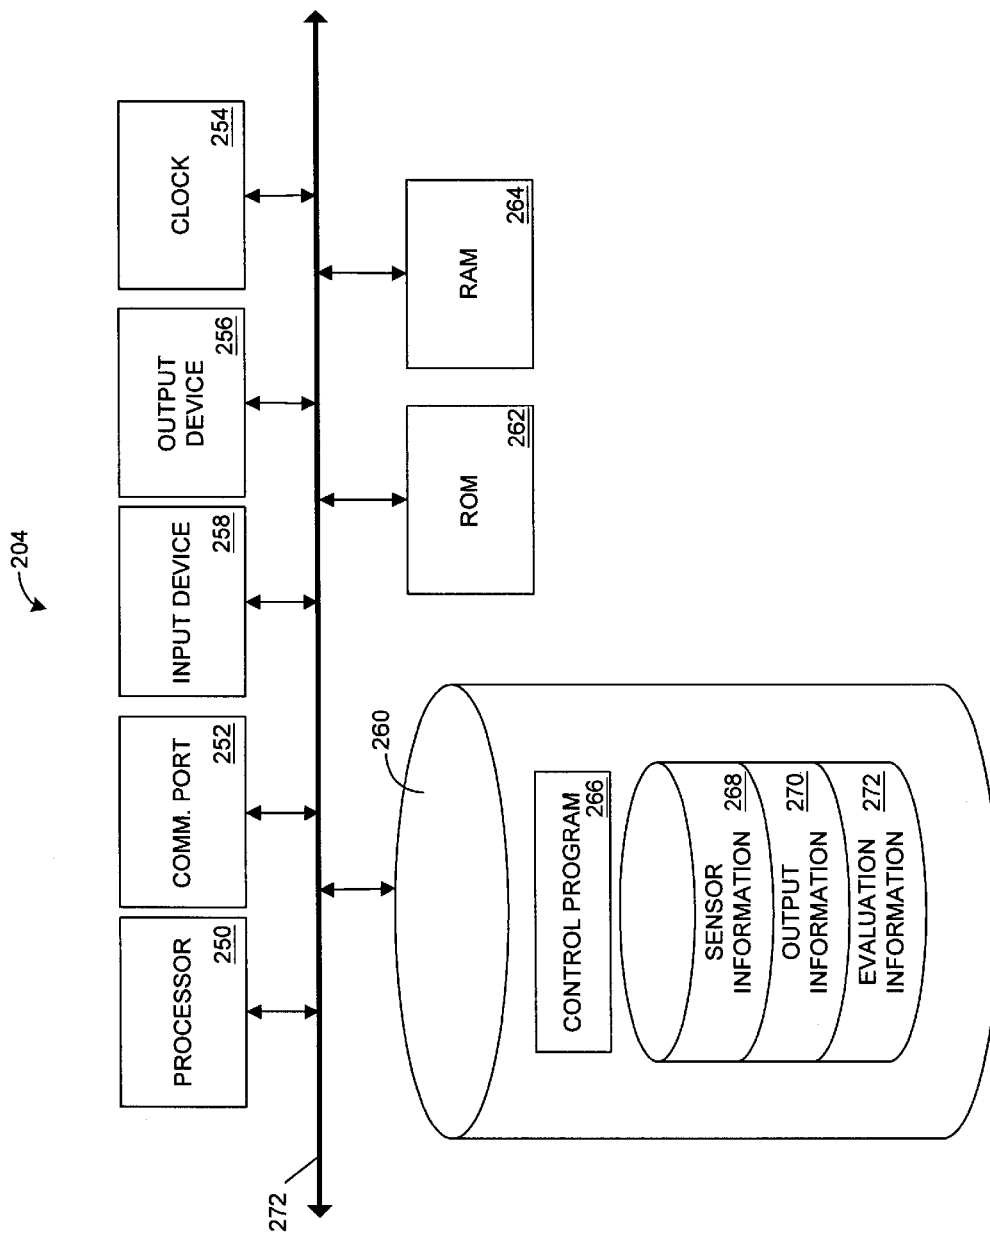 204
PROCESSOR
250
COMM. PORT
252
INPUT DEVICE
258
OUTPUT
DEVICE
256
CLOCK
254
272
260
ROM
262
RAM
264
CONTROL PROGRAM
266
SENSOR
INFORMATION
268
OUTPUT
INFORMATION
270
EVALUATION
INFORMATION
272